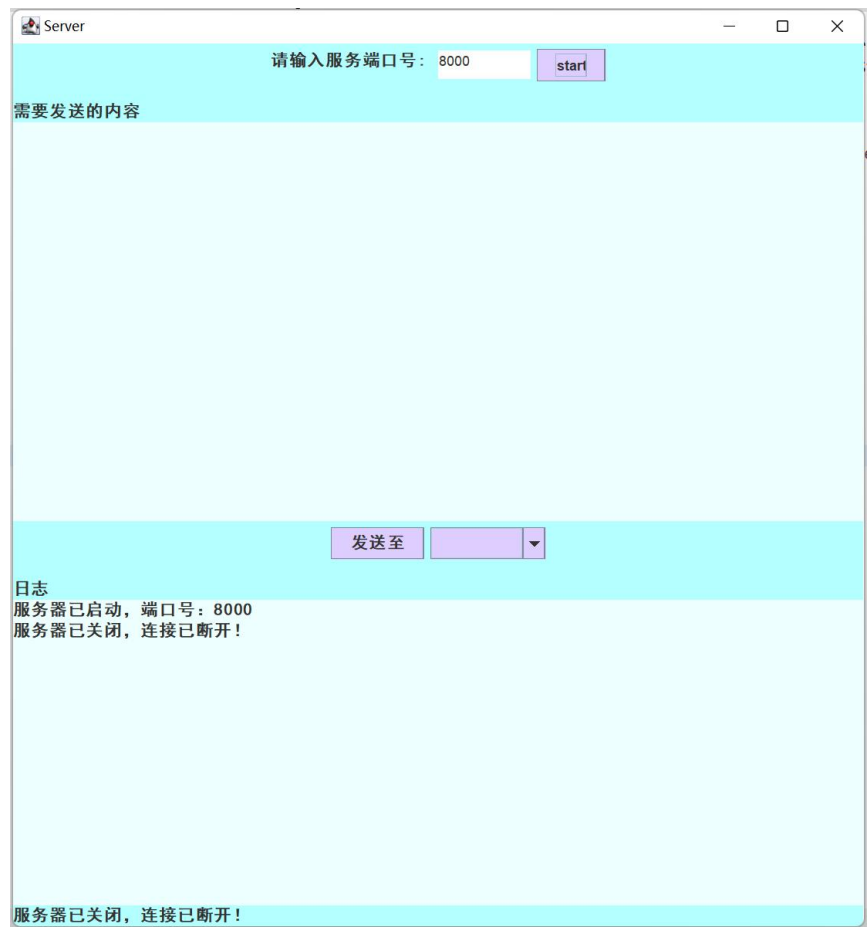 Server
请输入服务端口号: 8000 start
需要发送的内容
发送至
日志
服务器已启动，端口号：8000
服务器已关闭，连接已断开！
服务器已关闭，连接已断开！